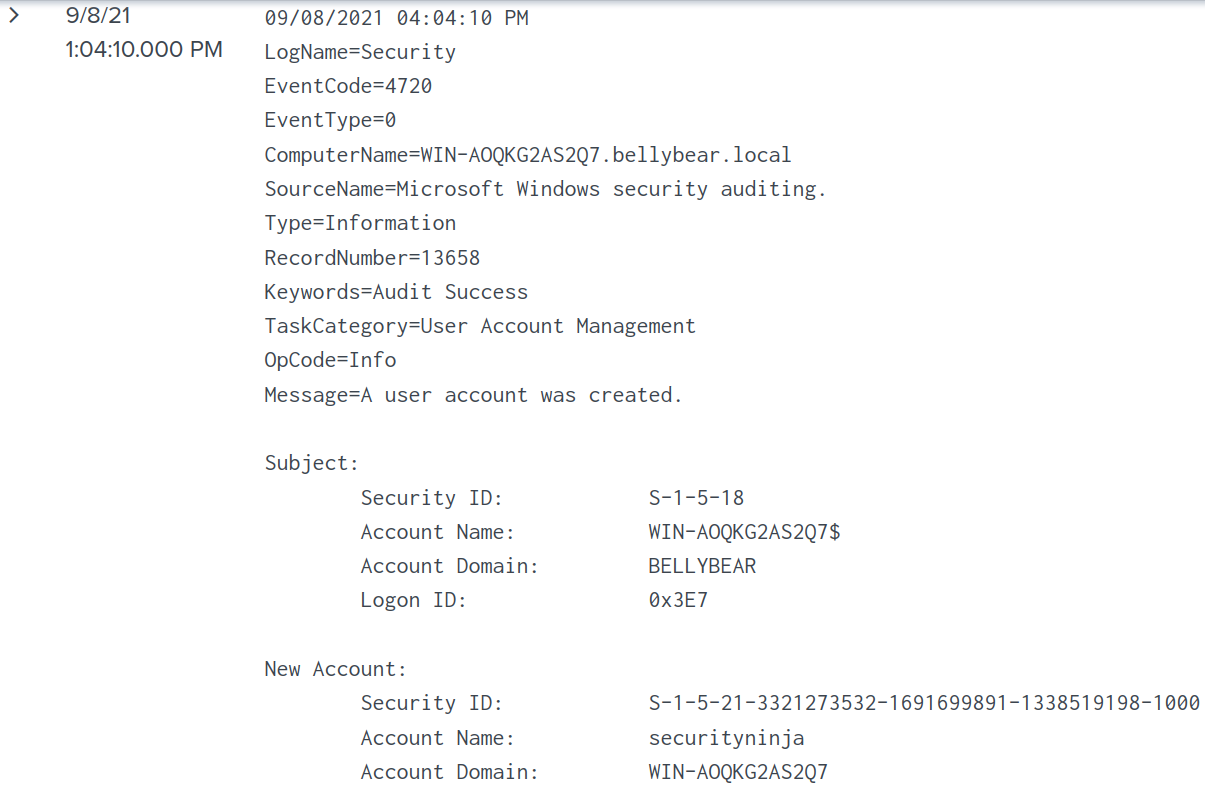 9/8/21
1:04:10.000 PM
09/08/2021 04:04:10 PM
LogName=Security
EventCode=4720
EventType=0
ComputerName=WIN-AOQKG2AS2Q7.bellybear.local
SourceName=Microsoft Windows security auditing.
Type=Information
RecordNumber=13658
Keywords=Audit Success
TaskCategory=User Account Management
OpCode=Info
Message=A user account was created.
Subject:
Security ID: S-1-5-18
Account Name: WIN-AOQKG2AS2Q7$
Account Domain: BELLYBEAR
Logon ID: 0x3E7
New Account:
Security ID: S-1-5-21-3321273532-1691699891-1338519198-1000
Account Name: securityninja
Account Domain: WIN-AOQKG2AS2Q7